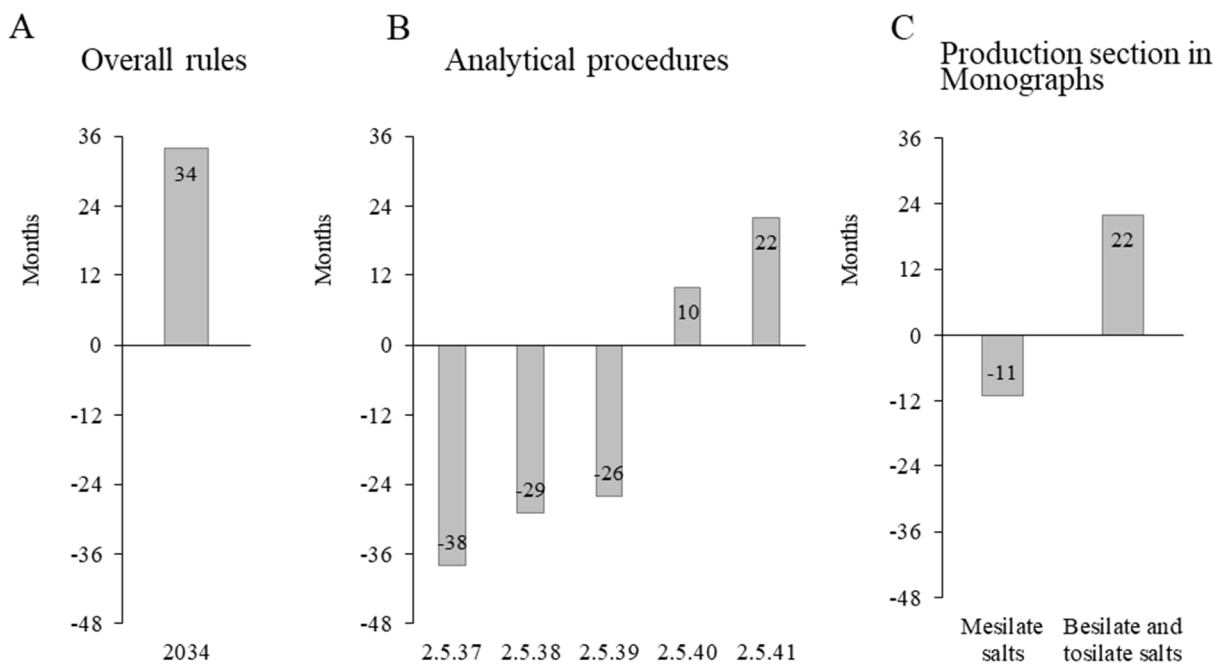 A
Overall rules
Months
36
24
12
0
-12
-24
-36
-48
34
2034
B
Analytical procedures
Months
36
24
12
0
-12
-24
-36
-48
-38
-29
-26
10
22
2.5.37 2.5.38 2.5.39 2.5.40 2.5.41
C
Production section in
Monographs
Months
36
24
12
0
-12
-24
-36
-48
-11
22
Mesilate
salts
Besilate and
tosilate salts